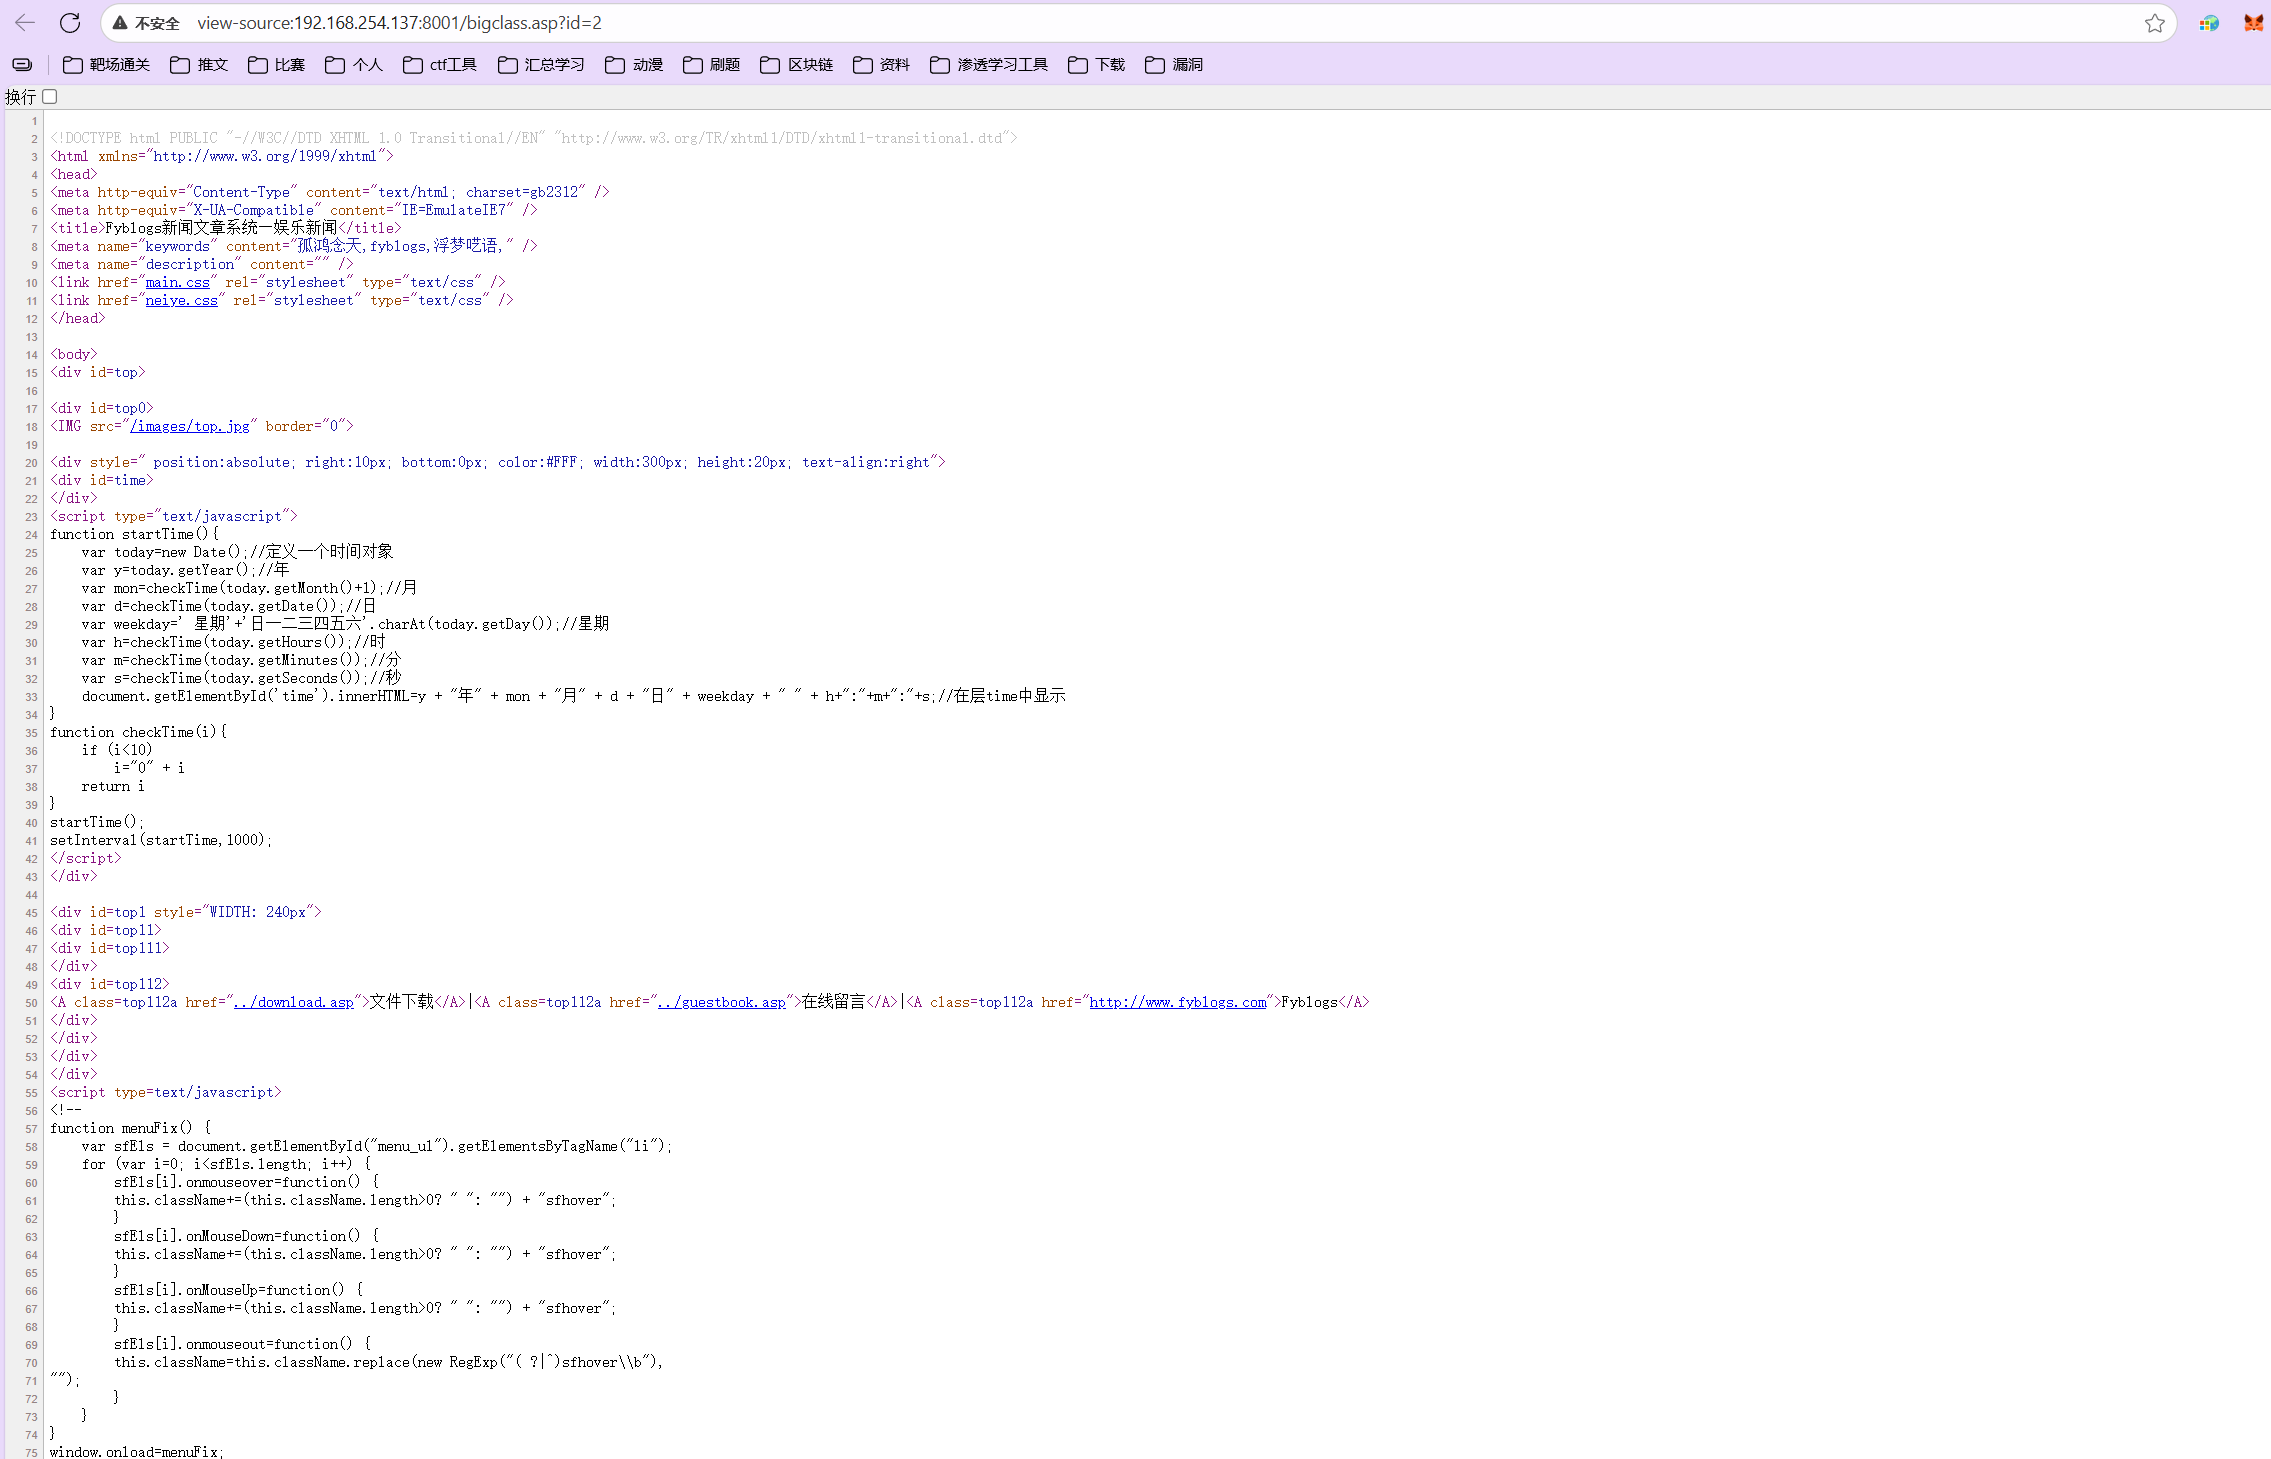 不安全 view-source:192.168.254.137:8001/bigclass.asp?id=2
靶场通关 推文 比赛 个人 ctf工具 汇总学习 动漫 刷题 区块链 资料 渗透学习工具 下载 漏洞
换行
1
2 <!DOCTYPE html PUBLIC "-//W3C//DTD XHTML 1.0 Transitional//EN" "http://www.w3.org/TR/xhtml1/DTD/xhtml1-transitional.dtd">
3 <html xmlns="http://www.w3.org/1999/xhtml">
4 <head>
5 <meta http-equiv="Content-Type" content="text/html; charset=gb2312" />
6 <meta http-equiv="X-UA-Compatible" content="IE=EmulateIE7" />
7 <title>Fyblogs新闻文章系统—娱乐新闻</title>
8 <meta name="keywords" content="孤鸿念天,fyblogs,浮梦呓语," />
9 <meta name="description" content="" />
10 <link href="main.css" rel="stylesheet" type="text/css" />
11 <link href="neiye.css" rel="stylesheet" type="text/css" />
12 </head>
13
14 <body>
15 <div id=top>
16
17 <div id=top0>
18 <IMG src="/images/top.jpg" border="0">
19
20 <div style=" position:absolute; right:10px; bottom:0px; color:#FFF; width:300px; height:20px; text-align:right">
21 <div id=time>
22 </div>
23 <script type="text/javascript">
24 function startTime(){
25     var today=new Date();//定义一个时间对象
26     var y=today.getYear();//年
27     var mon=checkTime(today.getMonth()+1);//月
28     var d=checkTime(today.getDate());//日
29     var weekday=' 星期'+'日一二三四五六'.charAt(today.getDay());//星期
30     var h=checkTime(today.getHours());//时
31     var m=checkTime(today.getMinutes());//分
32     var s=checkTime(today.getSeconds());//秒
33     document.getElementById('time').innerHTML=y + "年" + mon + "月" + d + "日" + weekday + " " + h+":"+m+":"+s;//在层time中显示
34 }
35 function checkTime(i){
36     if (i<10)
37         i="0" + i
38     return i
39 }
40 startTime();
41 setInterval(startTime,1000);
42 </script>
43 </div>
44
45 <div id=top1 style="WIDTH: 240px">
46 <div id=top11>
47 <div id=top111>
48 </div>
49 <div id=top112>
50 <A class=top112a href="../download.asp">文件下载</A>|<A class=top112a href="../guestbook.asp">在线留言</A>|<A class=top112a href="http://www.fyblogs.com">Fyblogs</A>
51 </div>
52 </div>
53 </div>
54 </div>
55 <script type=text/javascript>
56 <!--
57 function menuFix() {
58     var sfEls = document.getElementById("menu_ul").getElementsByTagName("li");
59     for (var i=0; i<sfEls.length; i++) {
60         sfEls[i].onmouseover=function() {
61         this.className+=(this.className.length>0? " ": "") + "sfhover";
62         }
63         sfEls[i].onMouseDown=function() {
64         this.className+=(this.className.length>0? " ": "") + "sfhover";
65         }
66         sfEls[i].onMouseUp=function() {
67         this.className+=(this.className.length>0? " ": "") + "sfhover";
68         }
69         sfEls[i].onmouseout=function() {
70         this.className=this.className.replace(new RegExp("( ?|^)sfhover\\b"),
71 "");
72         }
73     }
74 }
75 window.onload=menuFix;